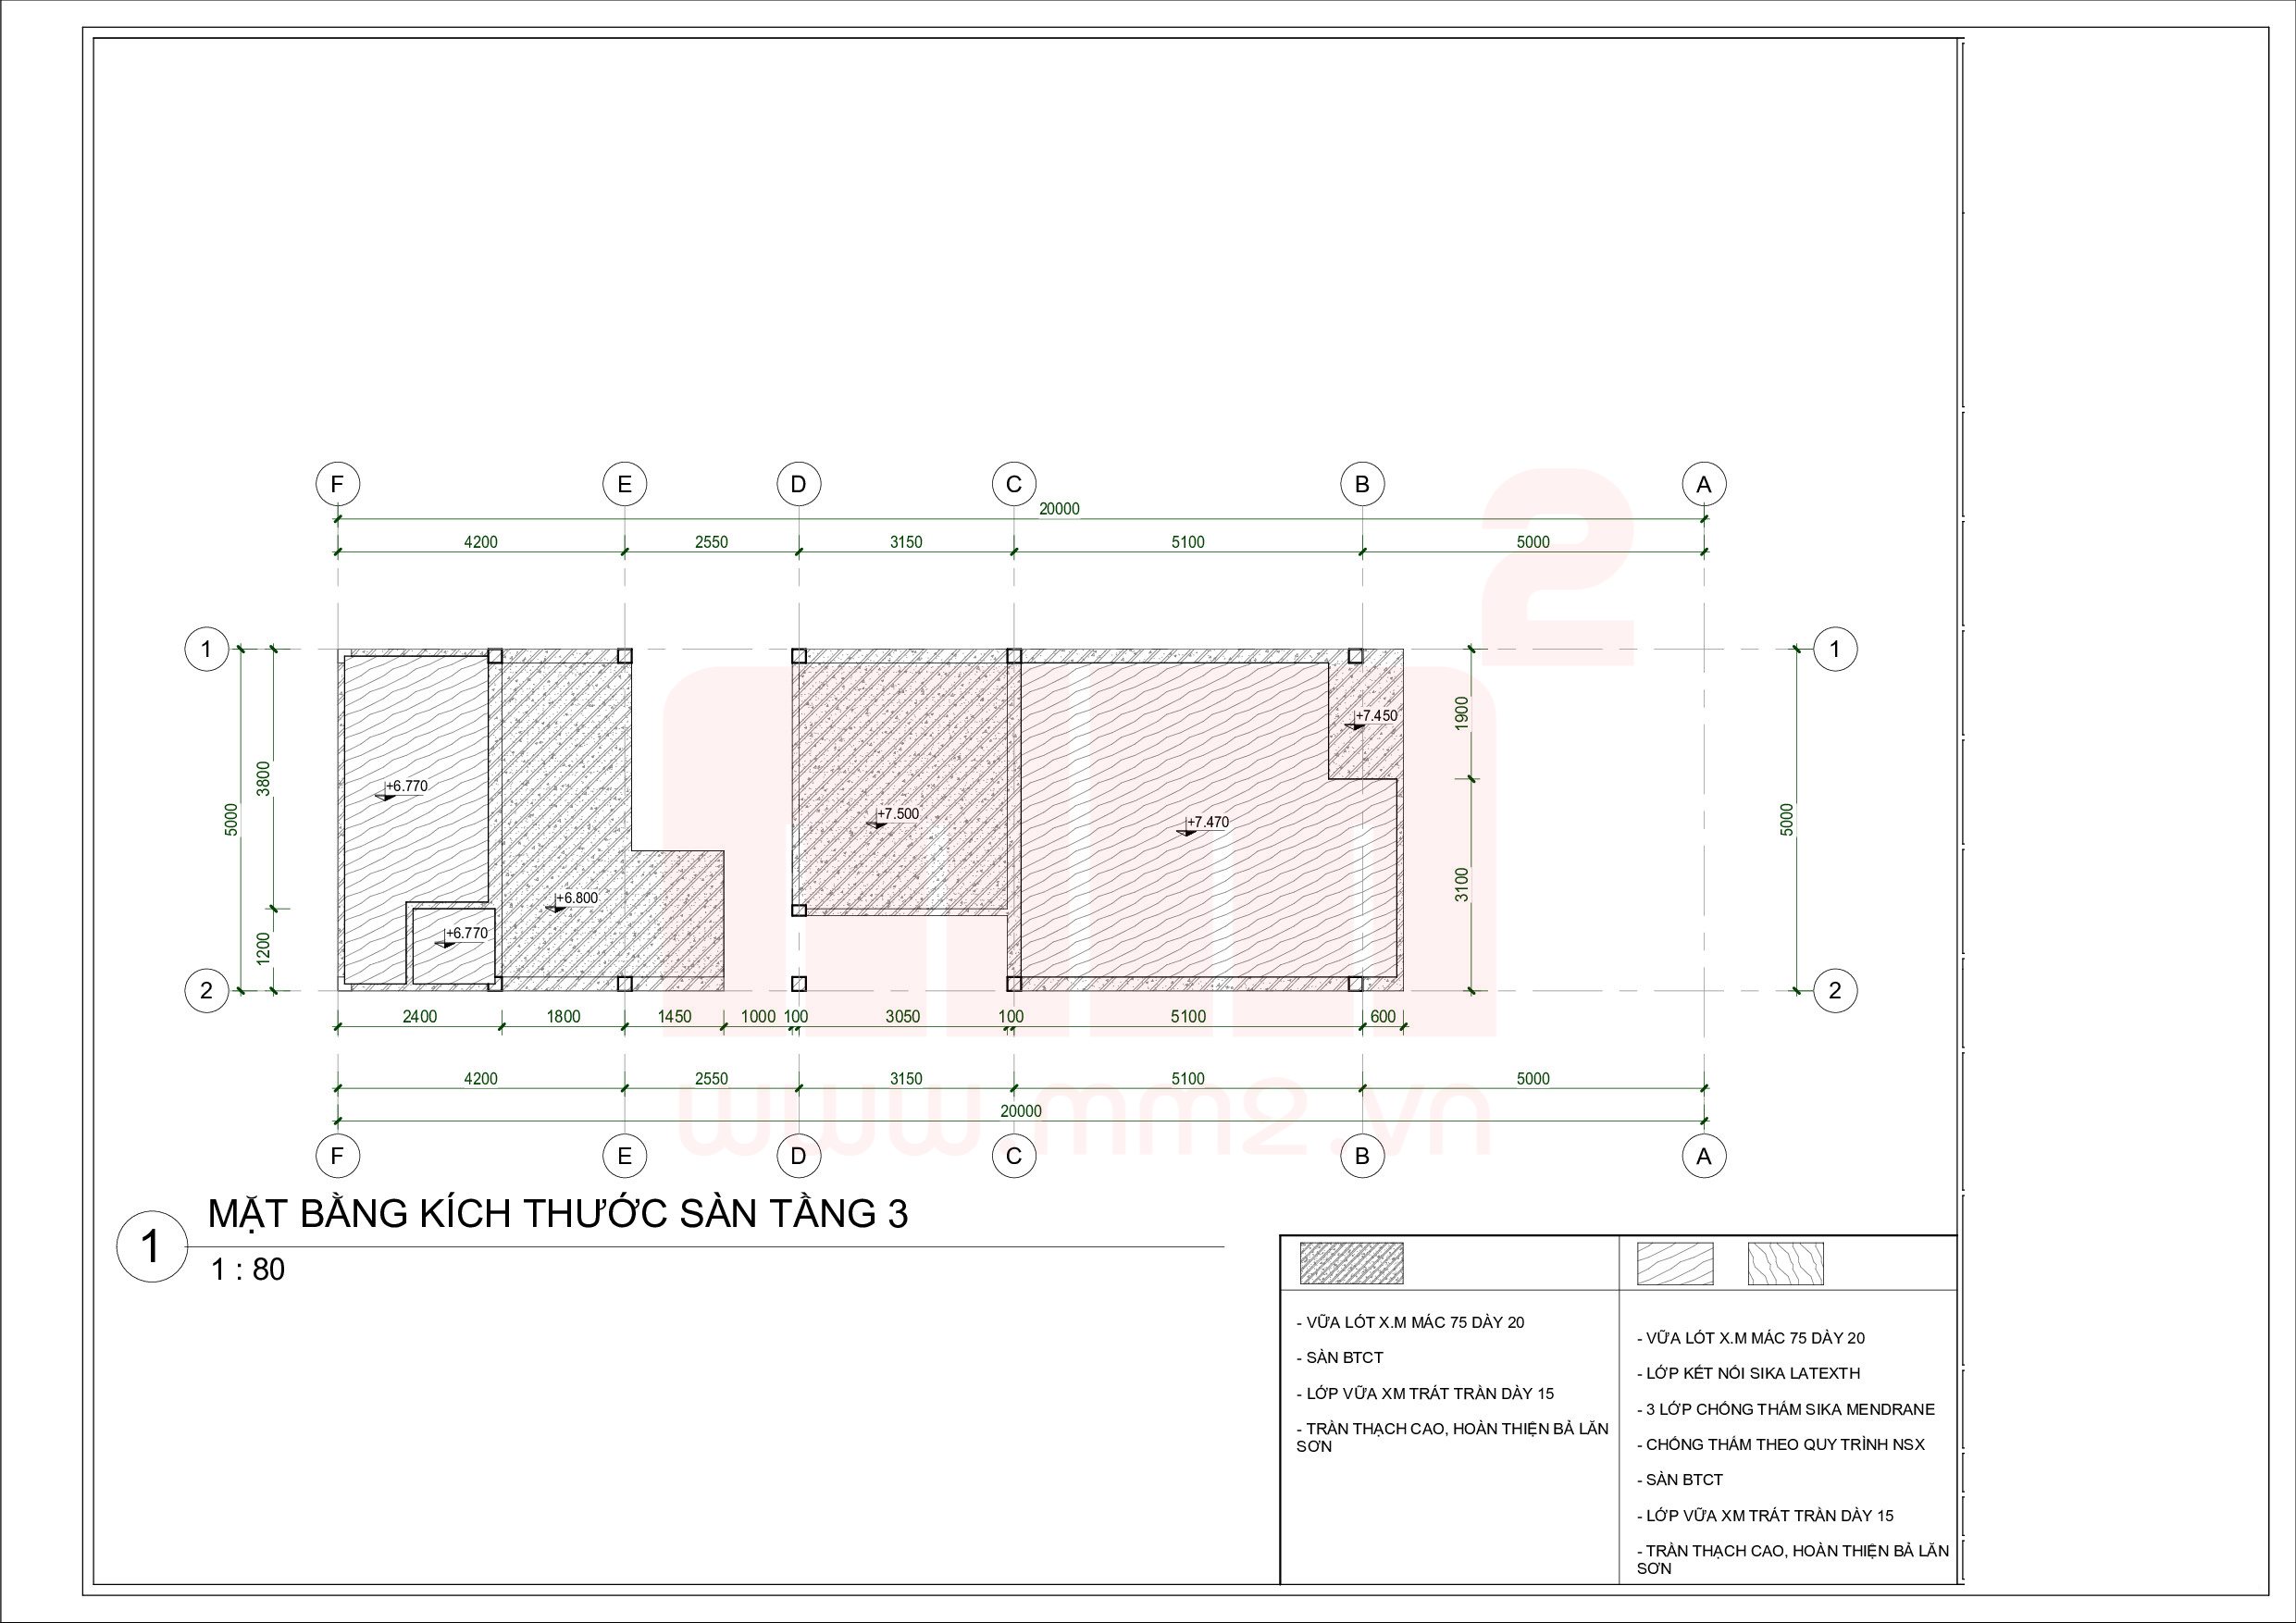 F E D C B A
20000
4200 2550 3150 5100 5000
2
1 1
1900
+7.450
3800
+6.770
5000
+7.500
+7.470
5000
3100
+6.800
+6.770
1200
2 2
2400 1800 1450 1000 100 3050 100 5100 600
4200 2550 3150 5100 5000
20000
www.mm2.vn
F E D C B A
1
MẶT BẰNG KÍCH THƯỚC SÀN TẦNG 3
1 : 80
- VỮA LÓT X.M MÁC 75 DÀY 20
- SÀN BTCT
- LỚP VỮA XM TRÁT TRẦN DÀY 15
- TRẦN THẠCH CAO, HOÀN THIỆN BẢ LĂN
SƠN
- VỮA LÓT X.M MÁC 75 DÀY 20
- LỚP KẾT NỐI SIKA LATEXTH
- 3 LỚP CHỐNG THẤM SIKA MENDRANE
- CHỐNG THẤM THEO QUY TRÌNH NSX
- SÀN BTCT
- LỚP VỮA XM TRÁT TRẦN DÀY 15
- TRẦN THẠCH CAO, HOÀN THIỆN BẢ LĂN
SƠN